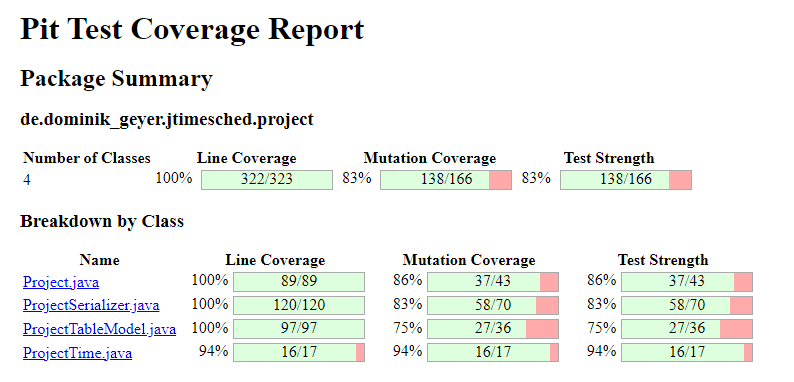 Pit Test Coverage Report
Package Summary
de.dominik_geyer.jtimesched.project
Number of Classes Line Coverage Mutation Coverage Test Strength
4 100% 322/323 83% 138/166 83% 138/166
Breakdown by Class
Name Line Coverage Mutation Coverage Test Strength
Project.java 100% 89/89 86% 37/43 86% 37/43
ProjectSerializer.java 100% 120/120 83% 58/70 83% 58/70
ProjectTableModel.java 100% 97/97 75% 27/36 75% 27/36
ProjectTime.java 94% 16/17 94% 16/17 94% 16/17